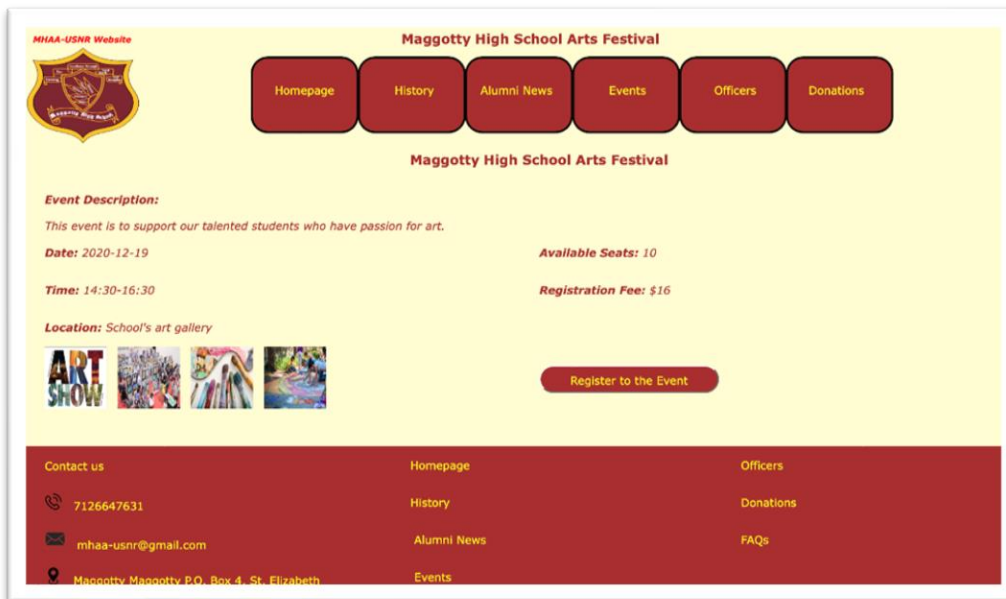 MHAA-USNR Website
Maggotty High School Arts Festival
Homepage
History
Alumni News
Events
Officers
Donations
Maggotty High School
Maggotty High School Arts Festival
Event Description:
This event is to support our talented students who have passion for art.
Date: 2020-12-19
Available Seats: 10
Time: 14:30-16:30
Registration Fee: $16
Location: School's art gallery
ART
SHOW
Register to the Event
Contact us
Homepage
Officers
7126647631
History
Donations
mhaa-usnr@gmail.com
Alumni News
FAQs
Maggotty Maggotty P.O. Box 4, St. Elizabeth
Events